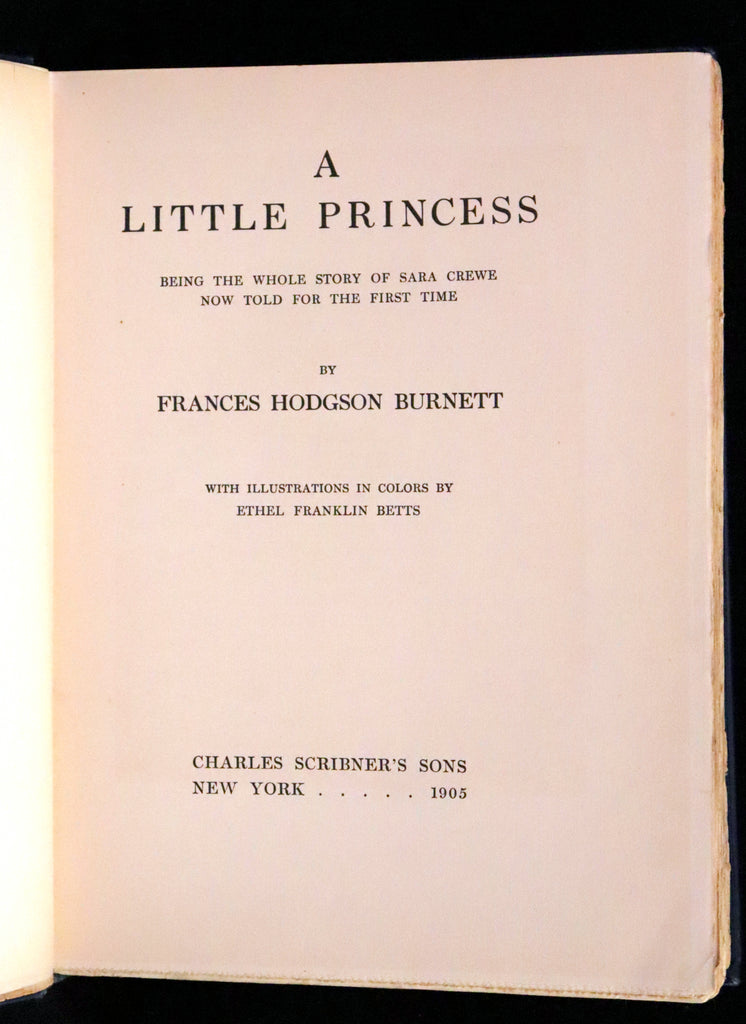 A
LITTLE PRINCESS
BEING THE WHOLE STORY OF SARA CREWE
NOW TOLD FOR THE FIRST TIME
BY
FRANCES HODGSON BURNETT
WITH ILLUSTRATIONS IN COLORS BY
ETHEL FRANKLIN BETTS
CHARLES SCRIBNER'S SONS
NEW YORK . . . . . 1905